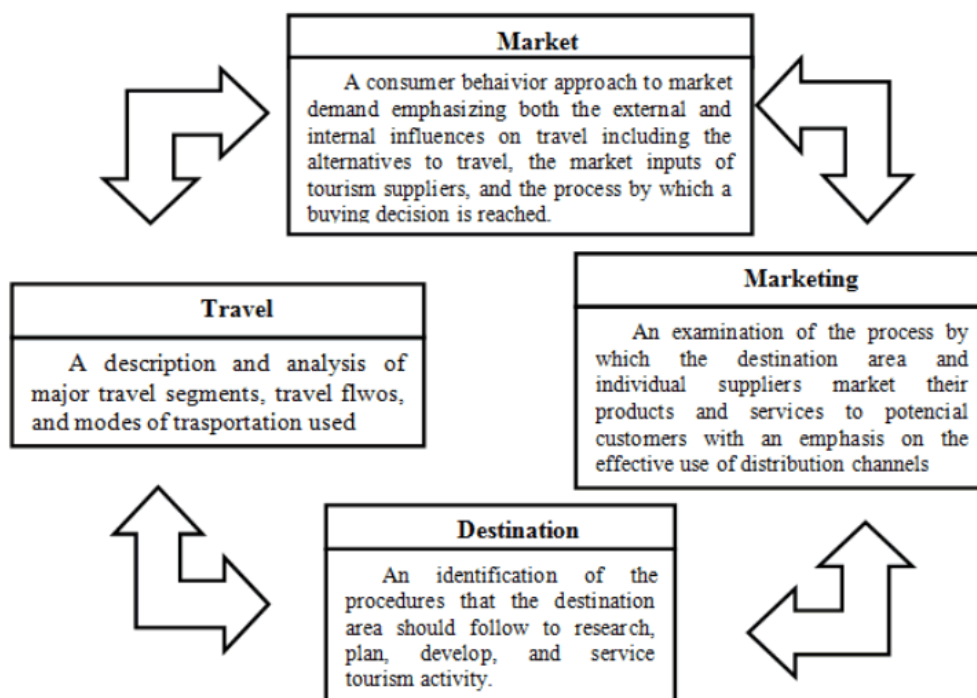 Market
A consumer behaivior approach to market
demand emphasizing both the external and
internal influences on travel including the
alternatives to travel, the market inputs of
tourism suppliers, and the process by which a
buying decision is reached.
Travel
A description and analysis of
major travel segments, travel flwos,
and modes of trasportation used
Marketing
An examination of the process by
which the destination area and
individual suppliers market their
products and services to potencial
customers with an emphasis on the
effective use of distribution channels
Destination
An identification of the
procedures that the destination
area should follow to research,
plan, develop, and service
tourism activity.